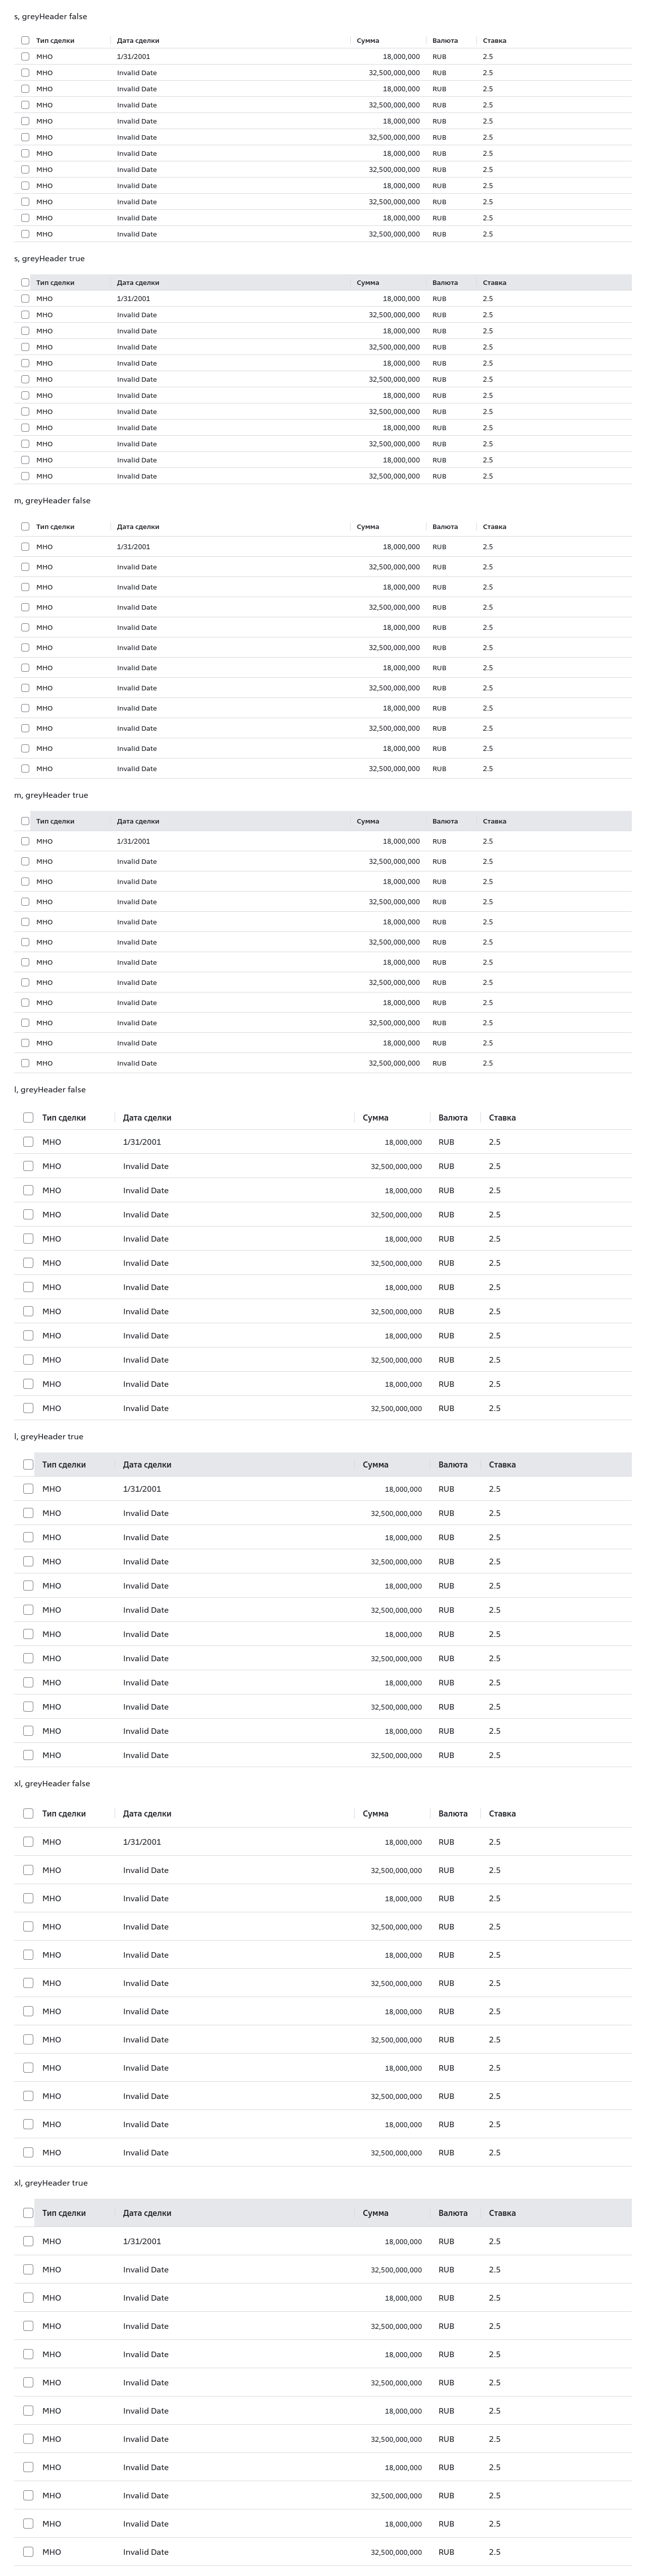 s, greyHeader false
Тип сделки Дата сделки Сумма Валюта Ставка
МНО 1/31/2001 18,000,000 RUB 2.5
МНО Invalid Date 32,500,000,000 RUB 2.5
МНО Invalid Date 18,000,000 RUB 2.5
МНО Invalid Date 32,500,000,000 RUB 2.5
МНО Invalid Date 18,000,000 RUB 2.5
МНО Invalid Date 32,500,000,000 RUB 2.5
МНО Invalid Date 18,000,000 RUB 2.5
МНО Invalid Date 32,500,000,000 RUB 2.5
МНО Invalid Date 18,000,000 RUB 2.5
МНО Invalid Date 32,500,000,000 RUB 2.5
МНО Invalid Date 18,000,000 RUB 2.5
МНО Invalid Date 32,500,000,000 RUB 2.5
s, greyHeader true
Тип сделки Дата сделки Сумма Валюта Ставка
МНО 1/31/2001 18,000,000 RUB 2.5
МНО Invalid Date 32,500,000,000 RUB 2.5
МНО Invalid Date 18,000,000 RUB 2.5
МНО Invalid Date 32,500,000,000 RUB 2.5
МНО Invalid Date 18,000,000 RUB 2.5
МНО Invalid Date 32,500,000,000 RUB 2.5
МНО Invalid Date 18,000,000 RUB 2.5
МНО Invalid Date 32,500,000,000 RUB 2.5
МНО Invalid Date 18,000,000 RUB 2.5
МНО Invalid Date 32,500,000,000 RUB 2.5
МНО Invalid Date 18,000,000 RUB 2.5
МНО Invalid Date 32,500,000,000 RUB 2.5
m, greyHeader false
Тип сделки Дата сделки Сумма Валюта Ставка
МНО 1/31/2001 18,000,000 RUB 2.5
МНО Invalid Date 32,500,000,000 RUB 2.5
МНО Invalid Date 18,000,000 RUB 2.5
МНО Invalid Date 32,500,000,000 RUB 2.5
МНО Invalid Date 18,000,000 RUB 2.5
МНО Invalid Date 32,500,000,000 RUB 2.5
МНО Invalid Date 18,000,000 RUB 2.5
МНО Invalid Date 32,500,000,000 RUB 2.5
МНО Invalid Date 18,000,000 RUB 2.5
МНО Invalid Date 32,500,000,000 RUB 2.5
МНО Invalid Date 18,000,000 RUB 2.5
МНО Invalid Date 32,500,000,000 RUB 2.5
m, greyHeader true
Тип сделки Дата сделки Сумма Валюта Ставка
МНО 1/31/2001 18,000,000 RUB 2.5
МНО Invalid Date 32,500,000,000 RUB 2.5
МНО Invalid Date 18,000,000 RUB 2.5
МНО Invalid Date 32,500,000,000 RUB 2.5
МНО Invalid Date 18,000,000 RUB 2.5
МНО Invalid Date 32,500,000,000 RUB 2.5
МНО Invalid Date 18,000,000 RUB 2.5
МНО Invalid Date 32,500,000,000 RUB 2.5
МНО Invalid Date 18,000,000 RUB 2.5
МНО Invalid Date 32,500,000,000 RUB 2.5
МНО Invalid Date 18,000,000 RUB 2.5
МНО Invalid Date 32,500,000,000 RUB 2.5
l, greyHeader false
Тип сделки Дата сделки Сумма Валюта Ставка
МНО 1/31/2001 18,000,000 RUB 2.5
МНО Invalid Date 32,500,000,000 RUB 2.5
МНО Invalid Date 18,000,000 RUB 2.5
МНО Invalid Date 32,500,000,000 RUB 2.5
МНО Invalid Date 18,000,000 RUB 2.5
МНО Invalid Date 32,500,000,000 RUB 2.5
МНО Invalid Date 18,000,000 RUB 2.5
МНО Invalid Date 32,500,000,000 RUB 2.5
МНО Invalid Date 18,000,000 RUB 2.5
МНО Invalid Date 32,500,000,000 RUB 2.5
МНО Invalid Date 18,000,000 RUB 2.5
МНО Invalid Date 32,500,000,000 RUB 2.5
l, greyHeader true
Тип сделки Дата сделки Сумма Валюта Ставка
МНО 1/31/2001 18,000,000 RUB 2.5
МНО Invalid Date 32,500,000,000 RUB 2.5
МНО Invalid Date 18,000,000 RUB 2.5
МНО Invalid Date 32,500,000,000 RUB 2.5
МНО Invalid Date 18,000,000 RUB 2.5
МНО Invalid Date 32,500,000,000 RUB 2.5
МНО Invalid Date 18,000,000 RUB 2.5
МНО Invalid Date 32,500,000,000 RUB 2.5
МНО Invalid Date 18,000,000 RUB 2.5
МНО Invalid Date 32,500,000,000 RUB 2.5
МНО Invalid Date 18,000,000 RUB 2.5
МНО Invalid Date 32,500,000,000 RUB 2.5
xl, greyHeader false
Тип сделки Дата сделки Сумма Валюта Ставка
МНО 1/31/2001 18,000,000 RUB 2.5
МНО Invalid Date 32,500,000,000 RUB 2.5
МНО Invalid Date 18,000,000 RUB 2.5
МНО Invalid Date 32,500,000,000 RUB 2.5
МНО Invalid Date 18,000,000 RUB 2.5
МНО Invalid Date 32,500,000,000 RUB 2.5
МНО Invalid Date 18,000,000 RUB 2.5
МНО Invalid Date 32,500,000,000 RUB 2.5
МНО Invalid Date 18,000,000 RUB 2.5
МНО Invalid Date 32,500,000,000 RUB 2.5
МНО Invalid Date 18,000,000 RUB 2.5
МНО Invalid Date 32,500,000,000 RUB 2.5
xl, greyHeader true
Тип сделки Дата сделки Сумма Валюта Ставка
МНО 1/31/2001 18,000,000 RUB 2.5
МНО Invalid Date 32,500,000,000 RUB 2.5
МНО Invalid Date 18,000,000 RUB 2.5
МНО Invalid Date 32,500,000,000 RUB 2.5
МНО Invalid Date 18,000,000 RUB 2.5
МНО Invalid Date 32,500,000,000 RUB 2.5
МНО Invalid Date 18,000,000 RUB 2.5
МНО Invalid Date 32,500,000,000 RUB 2.5
МНО Invalid Date 18,000,000 RUB 2.5
МНО Invalid Date 32,500,000,000 RUB 2.5
МНО Invalid Date 18,000,000 RUB 2.5
МНО Invalid Date 32,500,000,000 RUB 2.5